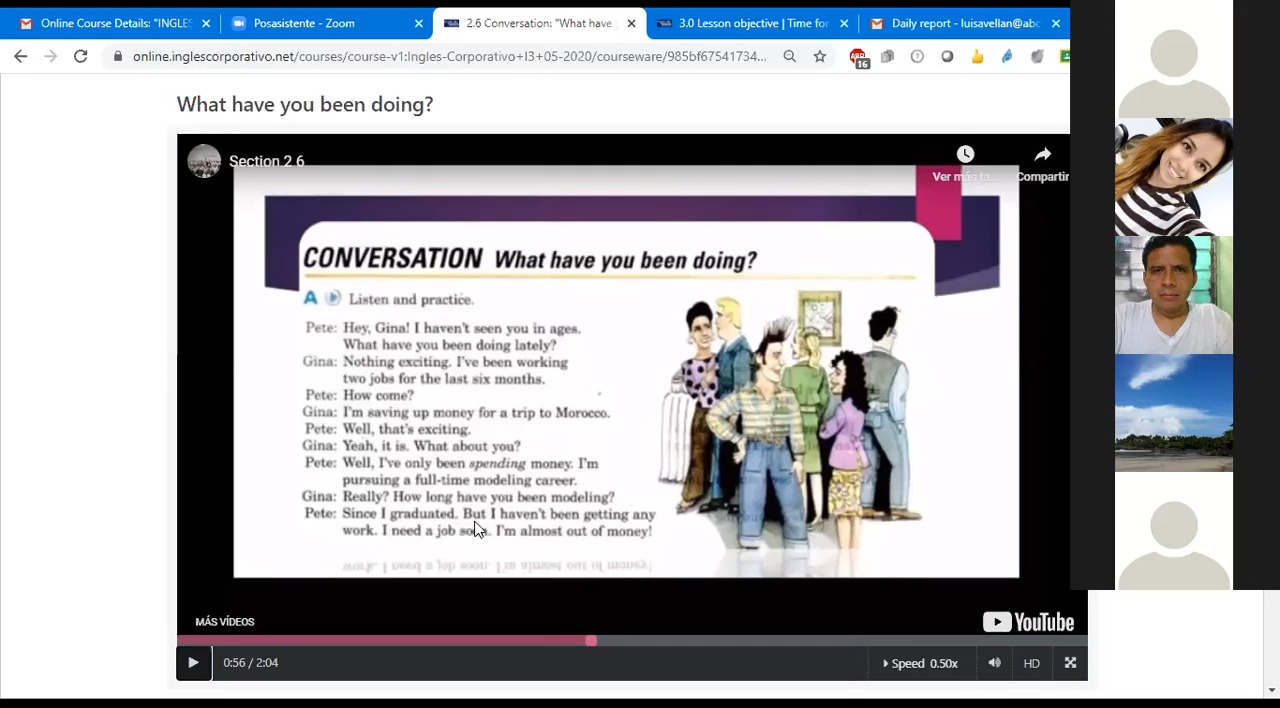 Online Course Details: "INGLES
Posasistente - Zoom
2.6 Conversation: "What have
3.0 Lesson objective | Time for
Daily report - luisavellan@abc
online.inglescorporativo.net/courses/course-v1:Ingles-Corporativo+I3+05-2020/courseware/985bf67541734...
16
What have you been doing?
Section 2.6
Ver más ta...
Compartir
CONVERSATION What have you been doing?
A Listen and practice.
Pete: Hey, Gina! I haven't seen you in ages.
What have you been doing lately?
Gina: Nothing exciting. I've been working
two jobs for the last six months.
Pete: How come?
Gina: I'm saving up money for a trip to Morocco.
Pete: Well, that's exciting.
Gina: Yeah, it is. What about you?
Pete: Well, I've only been spending money. I'm
pursuing a full-time modeling career.
Gina: Really? How long have you been modeling?
Pete: Since I graduated. But I haven't been getting any
work. I need a job soon. I'm almost out of money!
MÁS VÍDEOS
YouTube
0:56 / 2:04
Speed 0.50x
HD